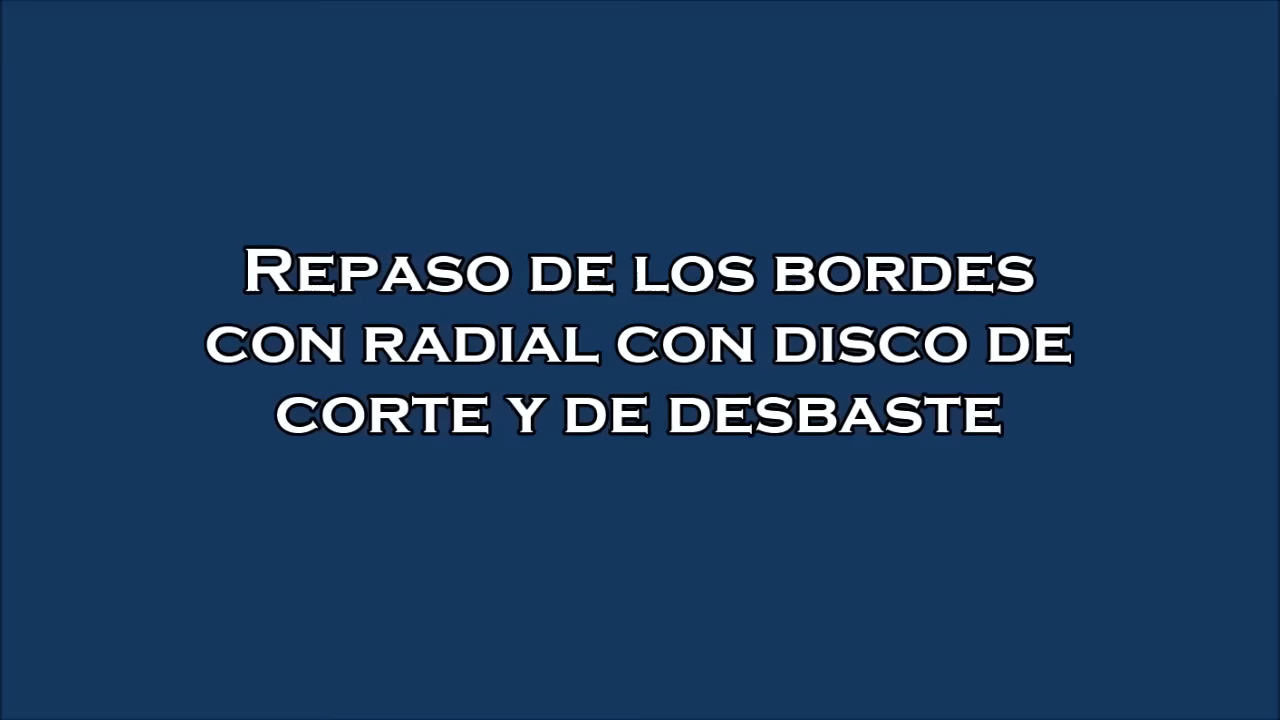 Repaso de los bordes
con radial con disco de
corte y de desbaste